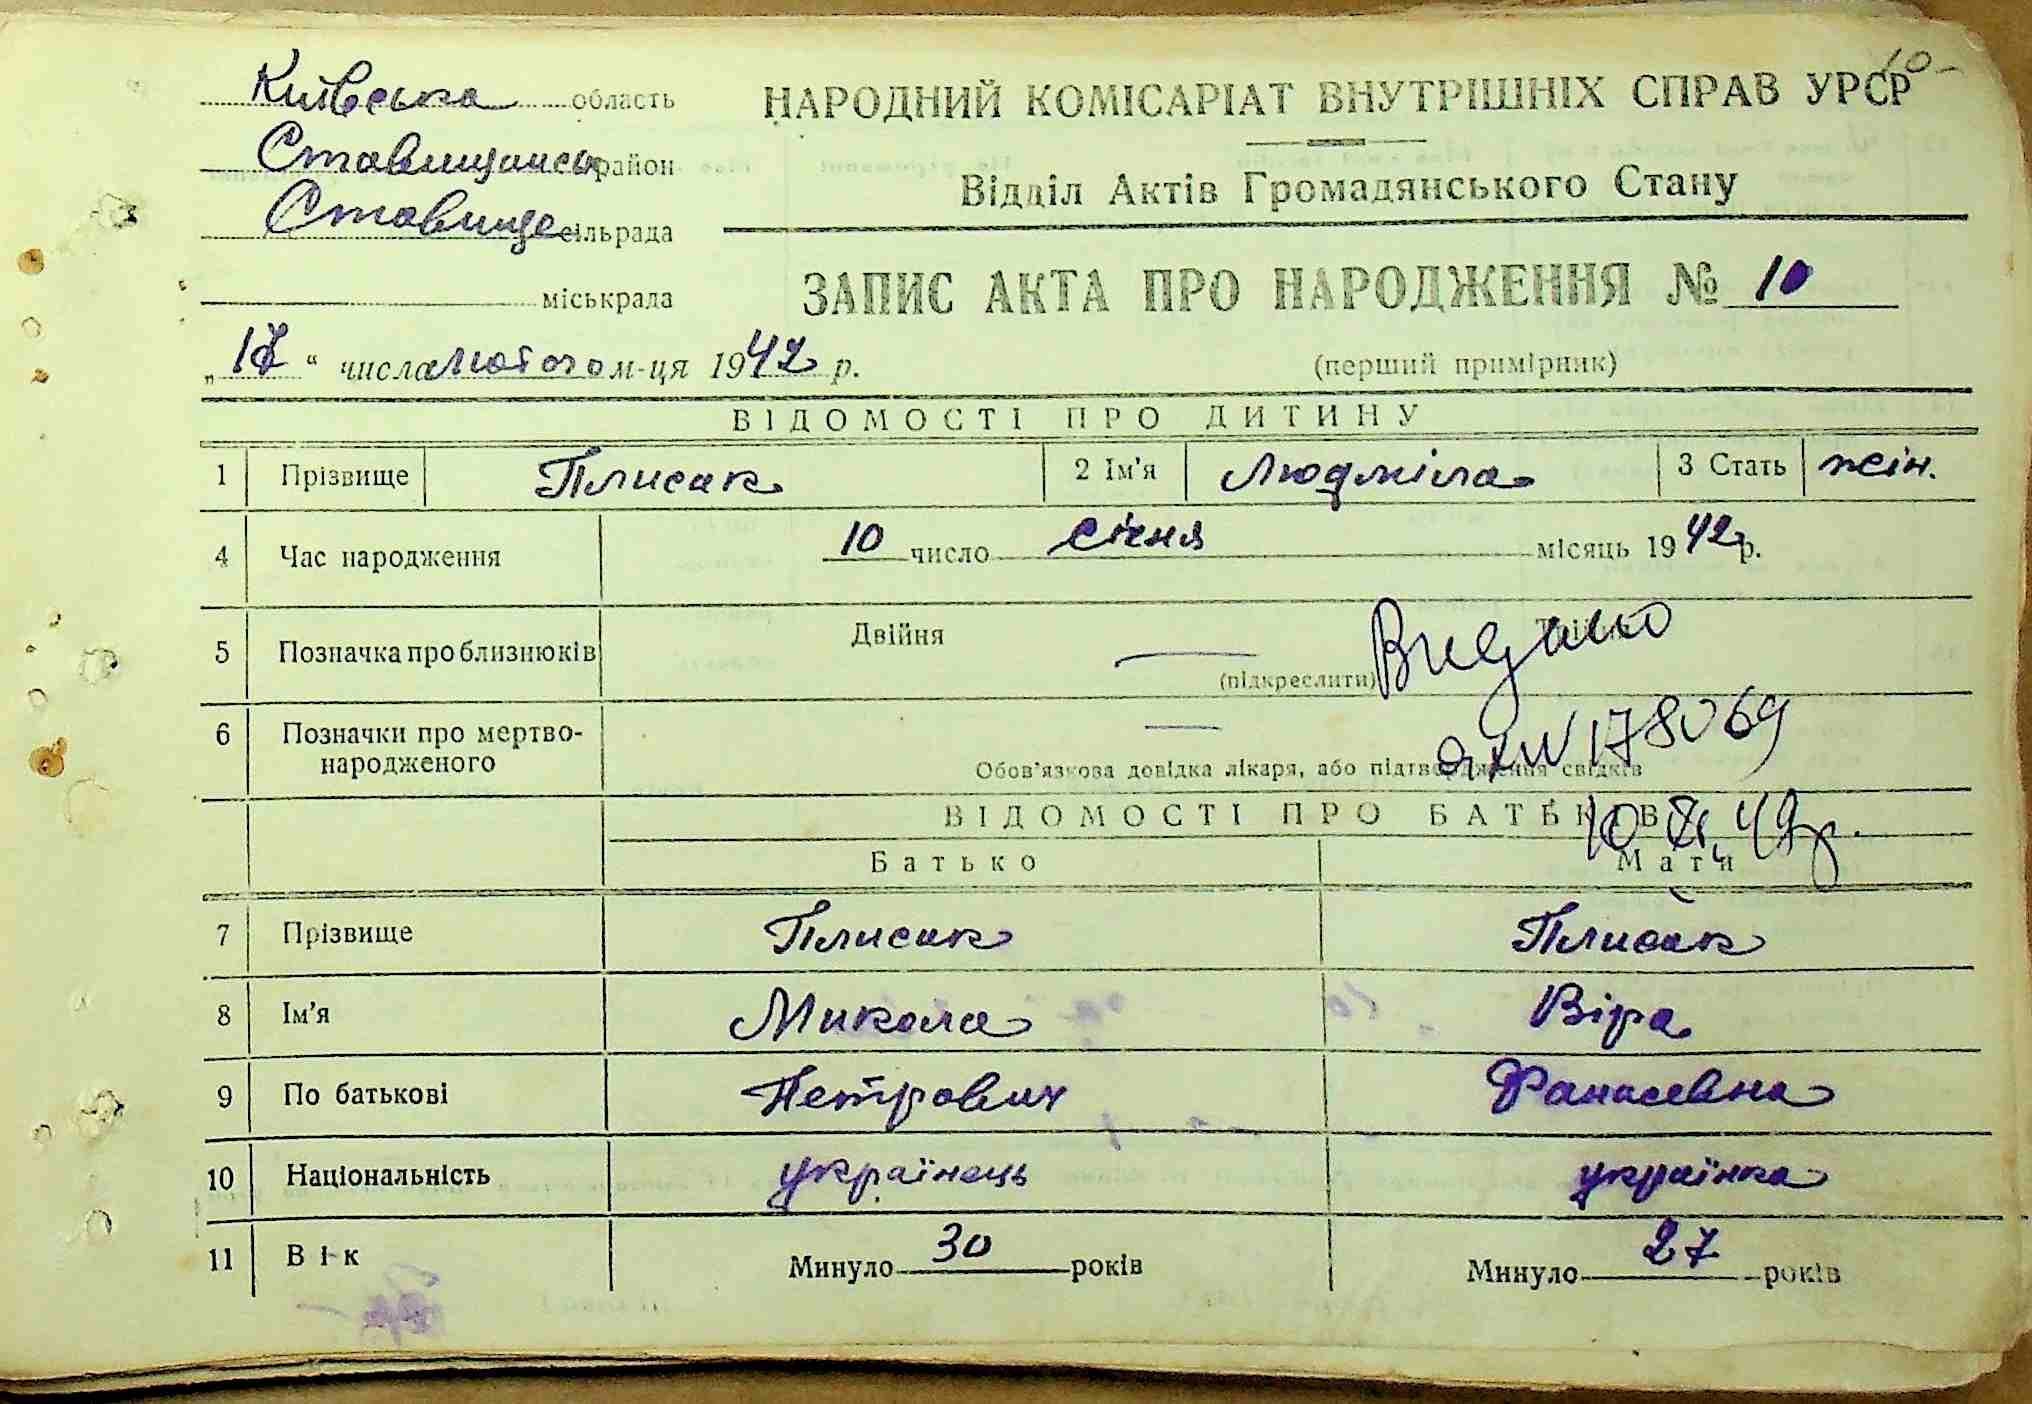 10-
Київська область
Ставищанськ район
Ставище сільрада
міськрада
НАРОДНИЙ КОМІСАРІАТ ВНУТРІШНІХ СПРАВ УРСР
Відділ Актів Громадянського Стану
ЗАПИС АКТА ПРО НАРОДЖЕННЯ № 10
(перший примірник)
„17“ числа лютого м-ця 1942 р.
ВІДОМОСТІ ПРО ДИТИНУ
1 Прізвище Плисак 2 Ім'я Людміла 3 Стать жін.
4 Час народження 10 число січня місяць 1942 р.
5 Позначка про близнюків Двійня — (підкреслити)
Видано
6 Позначки про мертвонародженого —
178069
Обов'язкова довідка лікаря, або підтвердження свідків
ВІДОМОСТІ ПРО БАТЬКІВ
10 49р.
Батько Мати
7 Прізвище Плисак Плисак
8 Ім'я Микола Віра
9 По батькові Петрович Фанасевна
10 Національність українець українка
11 Вік Минуло 30 років Минуло 27 років